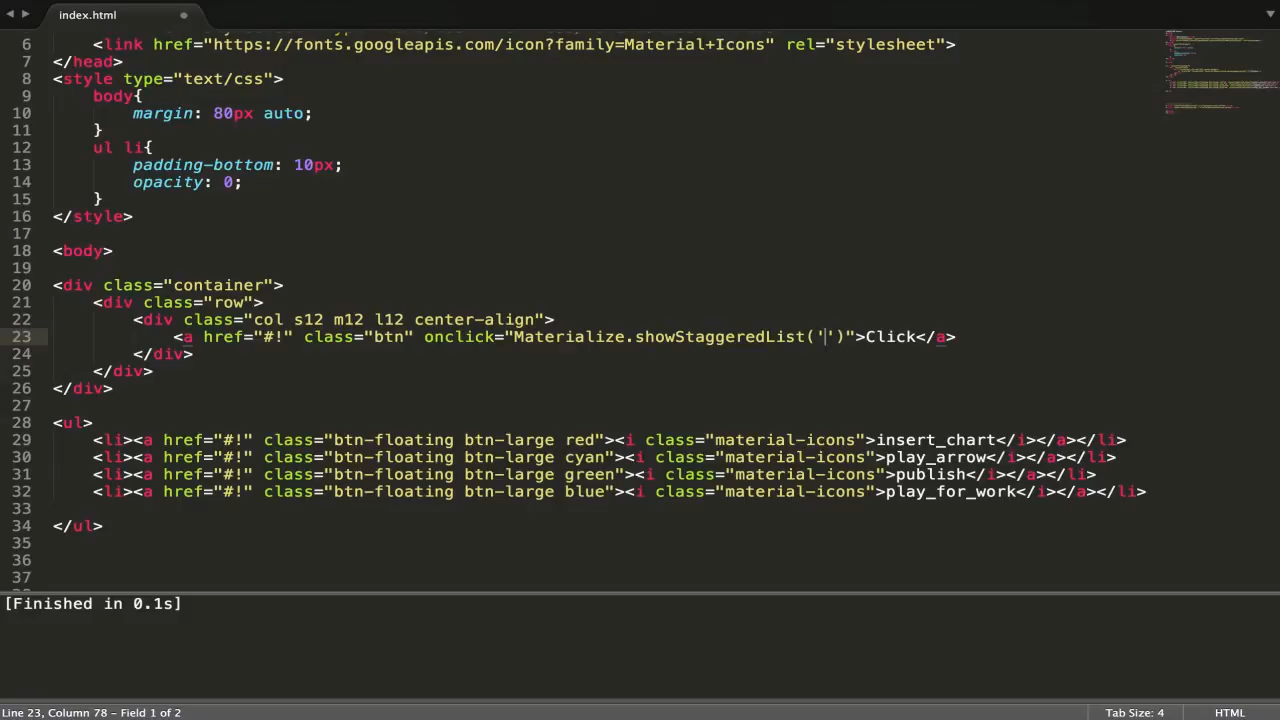 index.html
6 <link href="https://fonts.googleapis.com/icon?family=Material+Icons" rel="stylesheet">
7 </head>
8 <style type="text/css">
9 body{
10 margin: 80px auto;
11 }
12 ul li{
13 padding-bottom: 10px;
14 opacity: 0;
15 }
16 </style>
17
18 <body>
19
20 <div class="container">
21 <div class="row">
22 <div class="col s12 m12 l12 center-align">
23 <a href="#!" class="btn" onclick="Materialize.showStaggeredList('')">Click</a>
24 </div>
25 </div>
26 </div>
27
28 <ul>
29 <li><a href="#!" class="btn-floating btn-large red"><i class="material-icons">insert_chart</i></a></li>
30 <li><a href="#!" class="btn-floating btn-large cyan"><i class="material-icons">play_arrow</i></a></li>
31 <li><a href="#!" class="btn-floating btn-large green"><i class="material-icons">publish</i></a></li>
32 <li><a href="#!" class="btn-floating btn-large blue"><i class="material-icons">play_for_work</i></a></li>
33
34 </ul>
35
36
37
[Finished in 0.1s]
Line 23, Column 78 - Field 1 of 2 Tab Size: 4 HTML